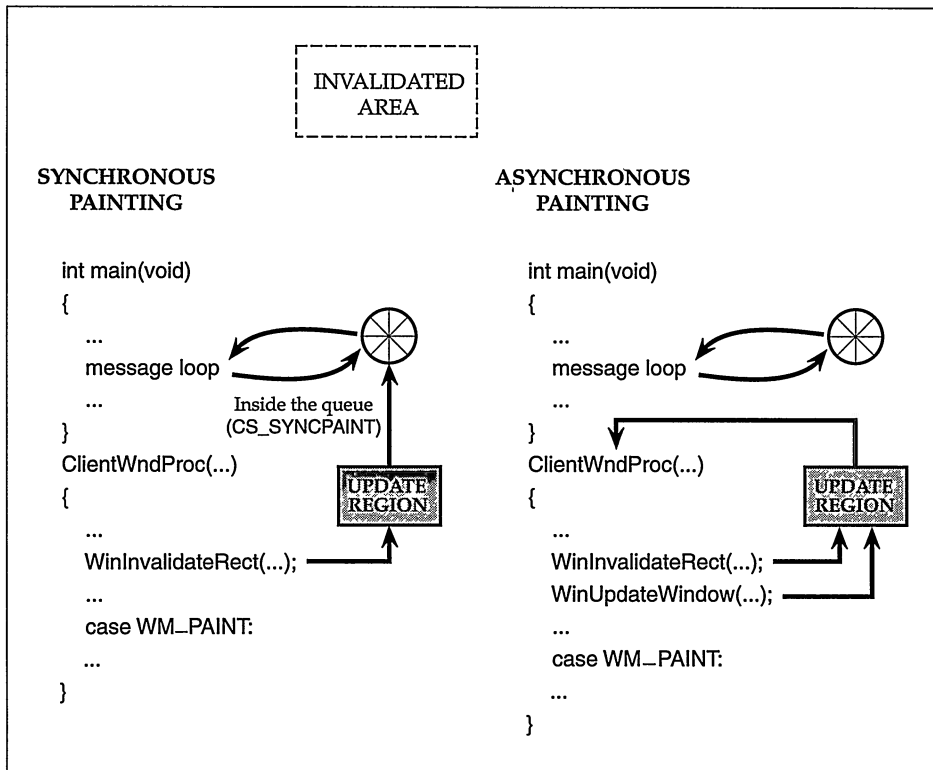 INVALIDATED
AREA
SYNCHRONOUS
PAINTING
int main(void)
{
...
message loop
...
Inside the queue
(CS_SYNCPAINT)
}
ClientWndProc(...)
{
UPDATE
REGION
...
WinInvalidateRect(...);
...
case WM_PAINT:
...
}
ASYNCHRONOUS
PAINTING
int main(void)
{
...
message loop
...
}
ClientWndProc(...)
{
UPDATE
REGION
...
WinInvalidateRect(...);
WinUpdateWindow(...);
...
case WM_PAINT:
...
}